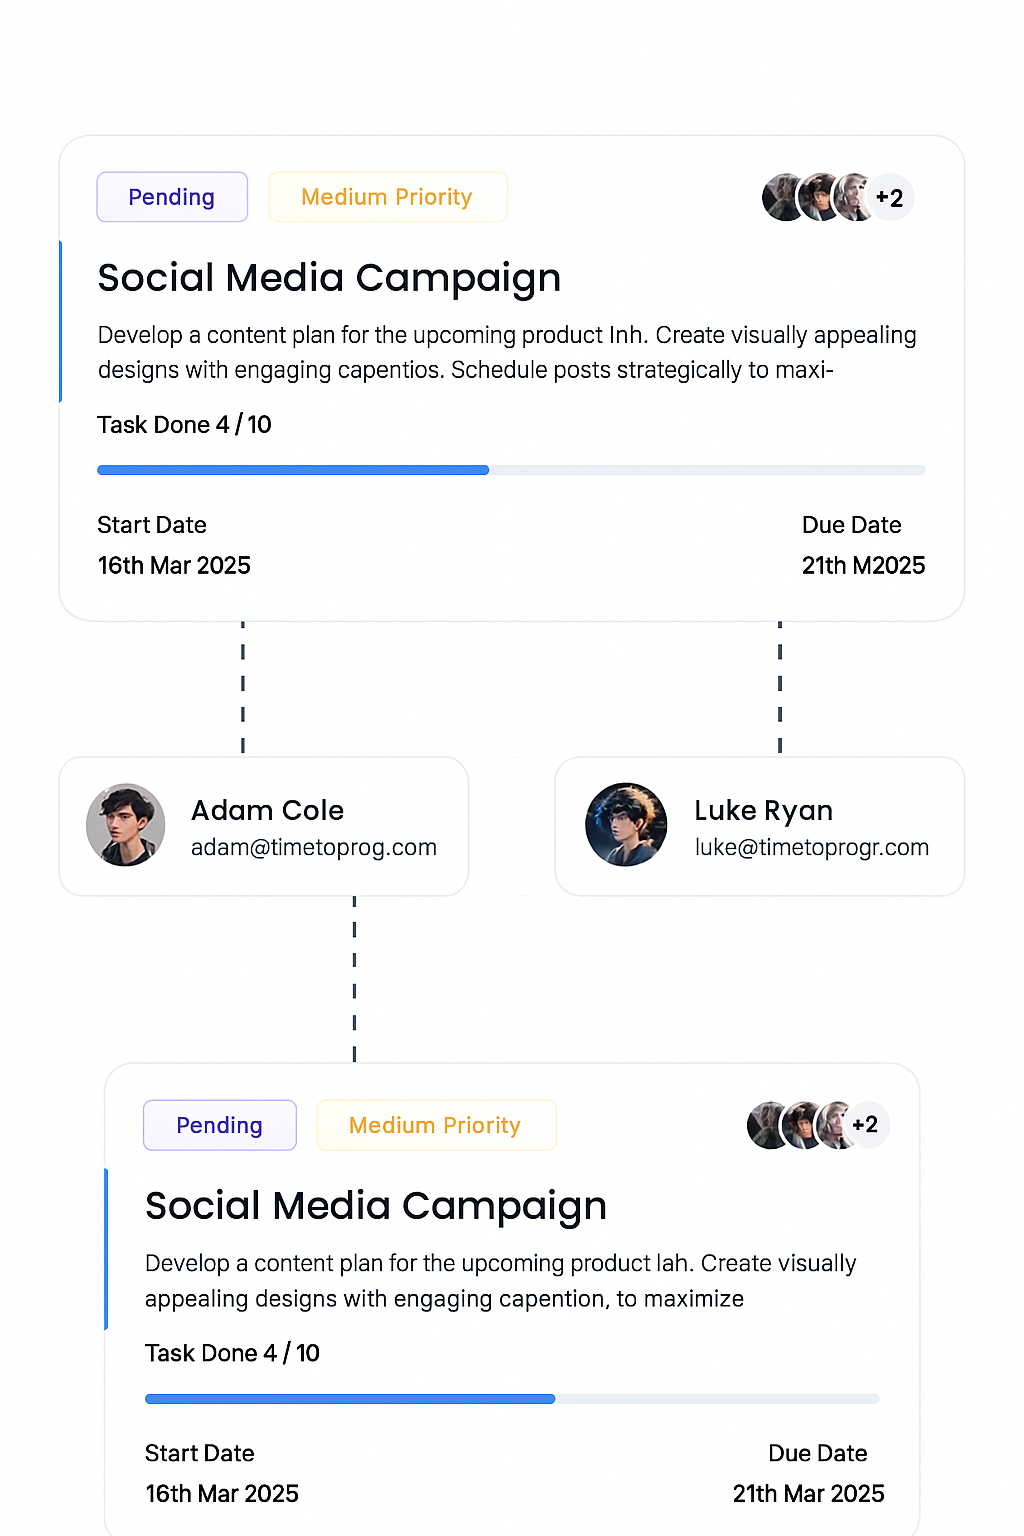 Pending
Medium Priority
+2
Social Media Campaign
Develop a content plan for the upcoming product Inh. Create visually appealing
designs with engaging capentios. Schedule posts strategically to maxi-
Task Done 4 / 10
Start Date
Due Date
16th Mar 2025
21th M2025
Adam Cole
adam@timetoprog.com
Luke Ryan
luke@timetoprogr.com
Pending
Medium Priority
+2
Social Media Campaign
Develop a content plan for the upcoming product lah. Create visually
appealing designs with engaging capention, to maximize
Task Done 4 / 10
Start Date
Due Date
16th Mar 2025
21th Mar 2025